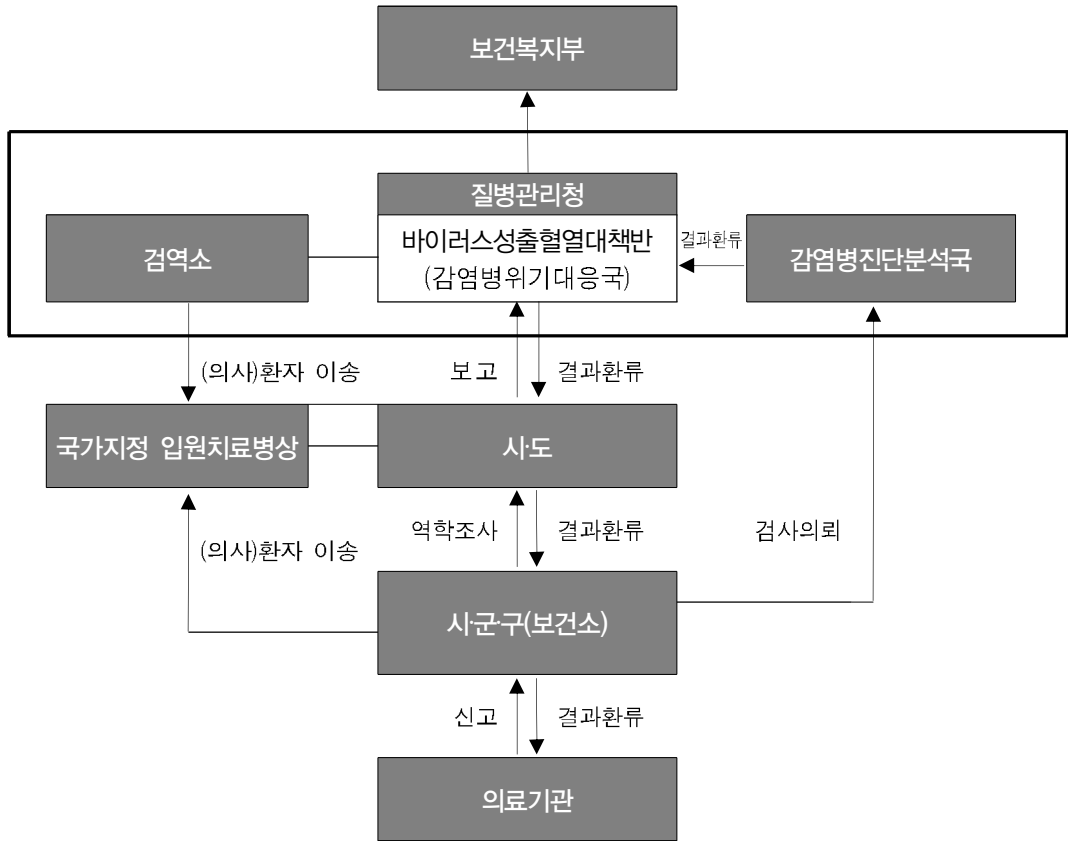 보건복지부
질병관리청
검역소
바이러스성출혈열대책반
(감염병위기대응국)
결과환류
감염병진단분석국
(의사)환자 이송
보고
결과환류
국가지정 입원치료병상
시·도
역학조사
결과환류
검사의뢰
(의사)환자 이송
시·군·구(보건소)
신고
결과환류
의료기관